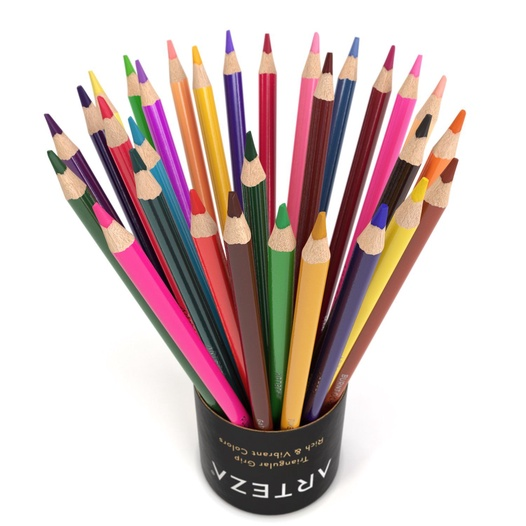 ARTEZA®
Triangular Grip
Rich & Vibrant Colors